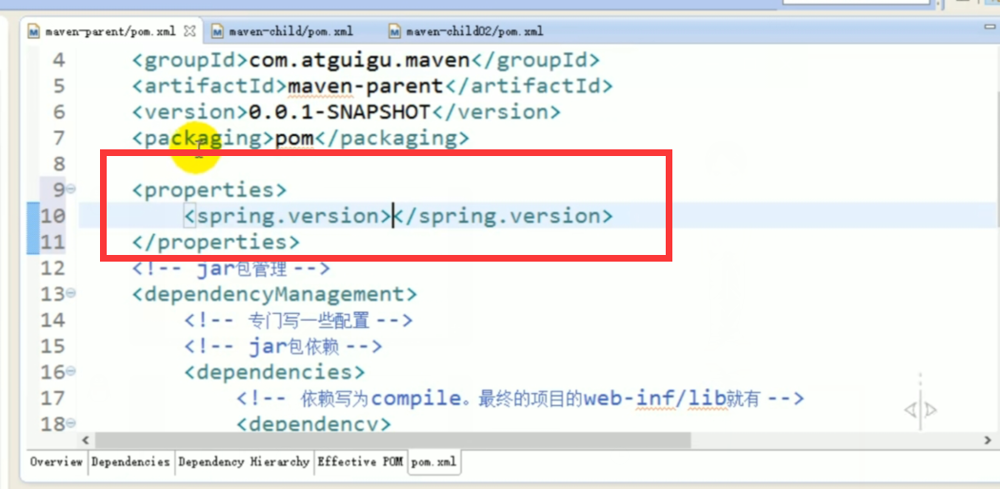 maven-parent/pom.xml maven-child/pom.xml maven-child02/pom.xml
4 <groupId>com.atguigu.maven</groupId>
5 <artifactId>maven-parent</artifactId>
6 <version>0.0.1-SNAPSHOT</version>
7 <packaging>pom</packaging>
8
9 <properties>
10 <spring.version></spring.version>
11 </properties>
12 <!-- jar包管理 -->
13 <dependencyManagement>
14 <!-- 专门写一些配置 -->
15 <!-- jar包依赖 -->
16 <dependencies>
17 <!-- 依赖写为compile。最终的项目的web-inf/lib就有 -->
18 <dependency>
Overview Dependencies Dependency Hierarchy Effective POM pom.xml